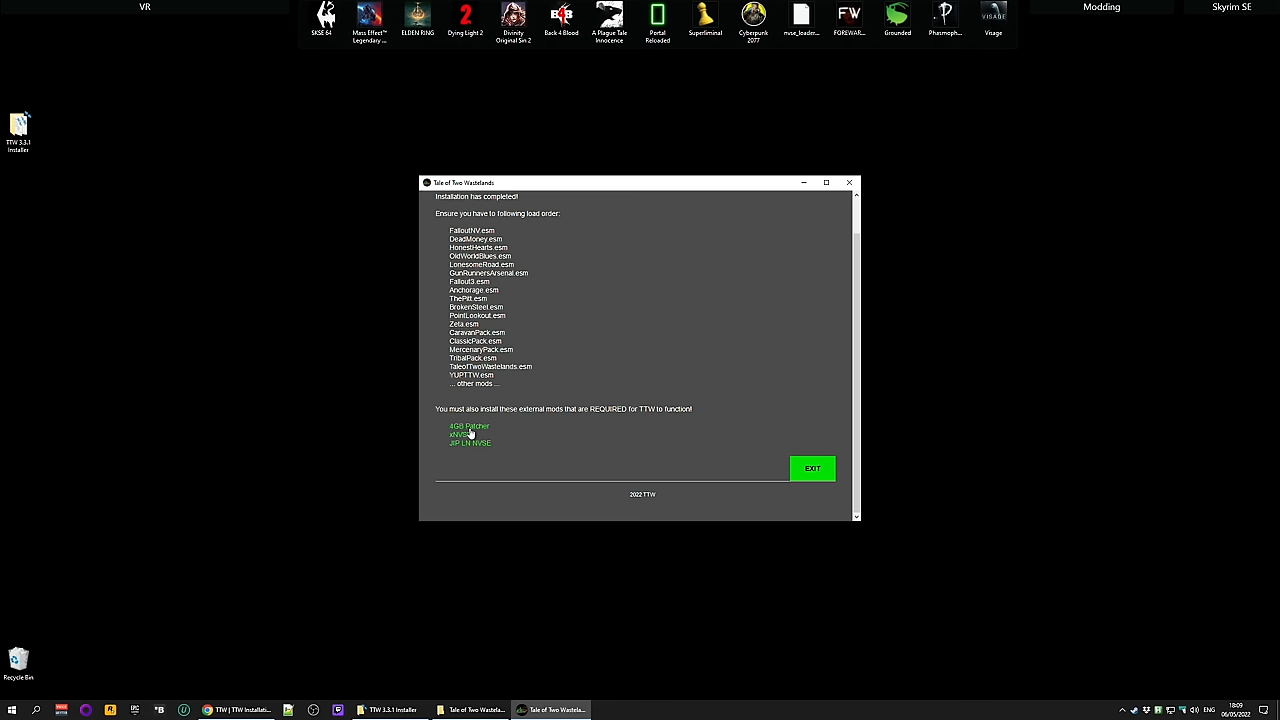 VR
Modding
Skyrim SE
SKSE 64
Mass Effect™
Legendary ...
ELDEN RING
Dying Light 2
Divinity
Original Sin 2
Back 4 Blood
A Plague Tale
Innocence
Portal
Reloaded
Superliminal
Cyberpunk
2077
nvse_loader...
FOREWAR...
Grounded
Phasmoph...
Visage
TTW 3.3.1
Installer
Tale of Two Wastelands
Installation has completed!
Ensure you have to following load order:
FalloutNV.esm
DeadMoney.esm
HonestHearts.esm
OldWorldBlues.esm
LonesomeRoad.esm
GunRunnersArsenal.esm
Fallout3.esm
Anchorage.esm
ThePitt.esm
BrokenSteel.esm
PointLookout.esm
Zeta.esm
CaravanPack.esm
ClassicPack.esm
MercenaryPack.esm
TribalPack.esm
TaleofTwoWastelands.esm
YUPTTW.esm
... other mods ...
You must also install these external mods that are REQUIRED for TTW to function!
4GB Patcher
xNVSE
JIP LN NVSE
EXIT
2022 TTW
Recycle Bin
TTW | TTW Installati...
TTW 3.3.1 Installer
Tale of Two Wastela...
Tale of Two Wastela...
ENG
18:09
06/05/2022